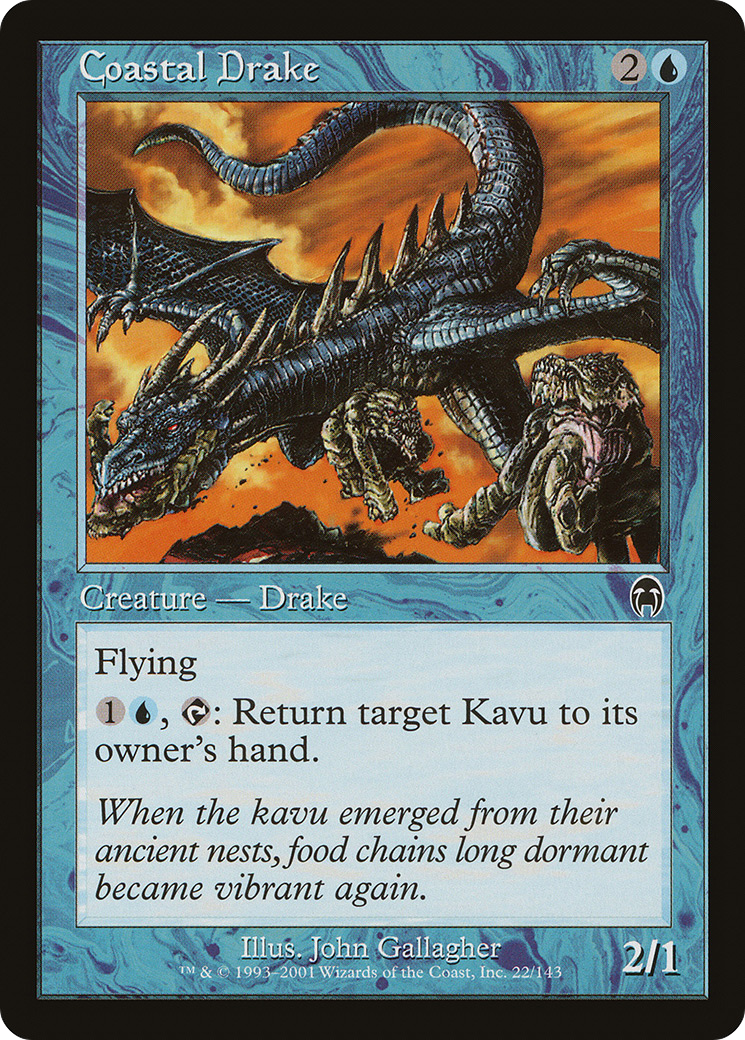 Coastal Drake
2
Creature — Drake
Flying
1, : Return target Kavu to its
owner's hand.
When the kavu emerged from their
ancient nests, food chains long dormant
became vibrant again.
Illus. John Gallagher
™ & © 1993–2001 Wizards of the Coast, Inc. 22/143
2/1